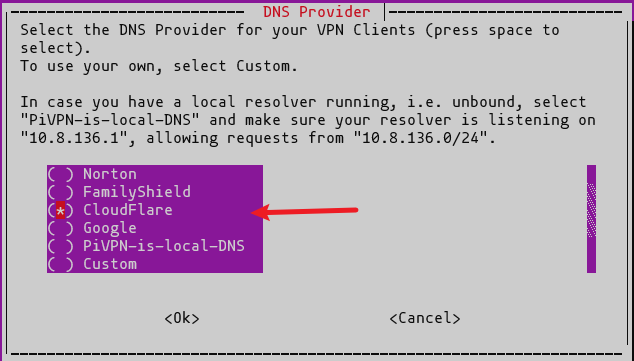 DNS Provider
Select the DNS Provider for your VPN Clients (press space to
select).
To use your own, select Custom.
In case you have a local resolver running, i.e. unbound, select
"PiVPN-is-local-DNS" and make sure your resolver is listening on
"10.8.136.1", allowing requests from "10.8.136.0/24".
( ) Norton
( ) FamilyShield
(*) CloudFlare
( ) Google
( ) PiVPN-is-local-DNS
( ) Custom
<Ok> <Cancel>